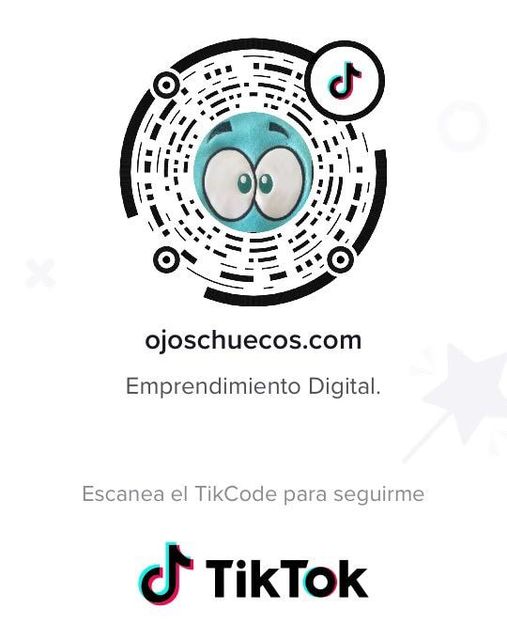 ojoschuecos.com
Emprendimiento Digital.
Escanea el TikCode para seguirme
TikTok